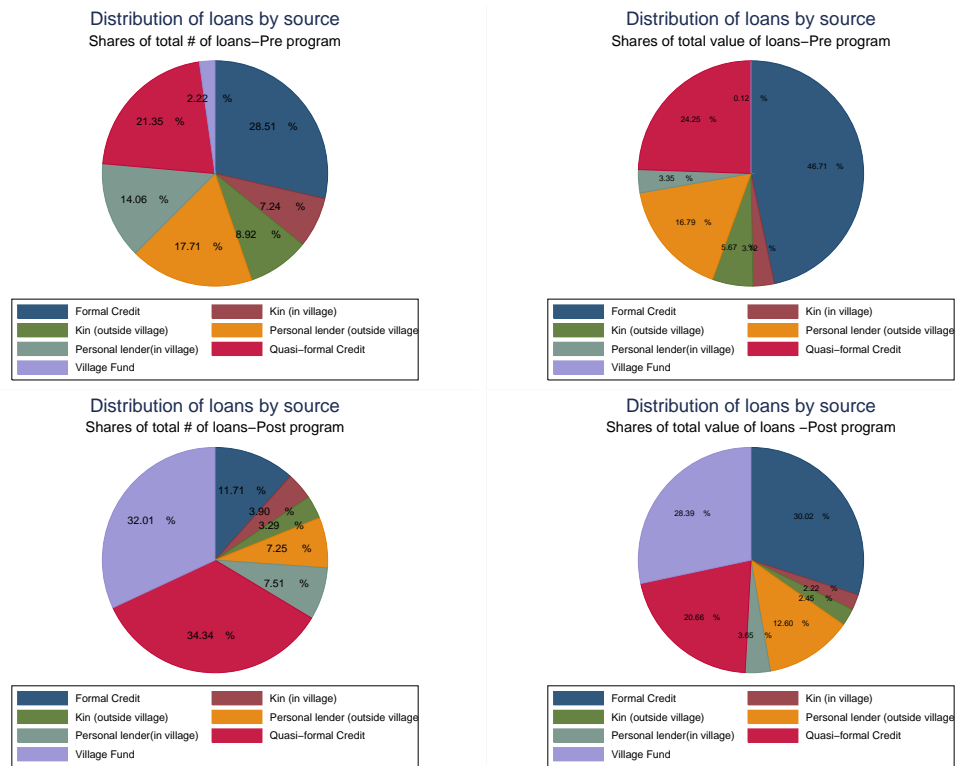 Distribution of loans by source
Shares of total # of loans−Pre program
2.22 %
28.51 %
21.35 %
14.06 %
7.24 %
8.92 %
17.71 %
Formal Credit
Kin (in village)
Kin (outside village)
Personal lender (outside village
Personal lender(in village)
Quasi−formal Credit
Village Fund
Distribution of loans by source
Shares of total value of loans−Pre program
0.12 %
24.25 %
46.71 %
3.35 %
16.79 %
5.67 %
3.12 %
Formal Credit
Kin (in village)
Kin (outside village)
Personal lender (outside village
Personal lender(in village)
Quasi−formal Credit
Village Fund
Distribution of loans by source
Shares of total # of loans−Post program
11.71 %
3.90 %
32.01 %
3.29 %
7.25 %
7.51 %
34.34 %
Formal Credit
Kin (in village)
Kin (outside village)
Personal lender (outside village
Personal lender(in village)
Quasi−formal Credit
Village Fund
Distribution of loans by source
Shares of total value of loans −Post program
28.39 %
30.02 %
2.22 %
2.45 %
20.66 %
12.60 %
3.65 %
Formal Credit
Kin (in village)
Kin (outside village)
Personal lender (outside village
Personal lender(in village)
Quasi−formal Credit
Village Fund